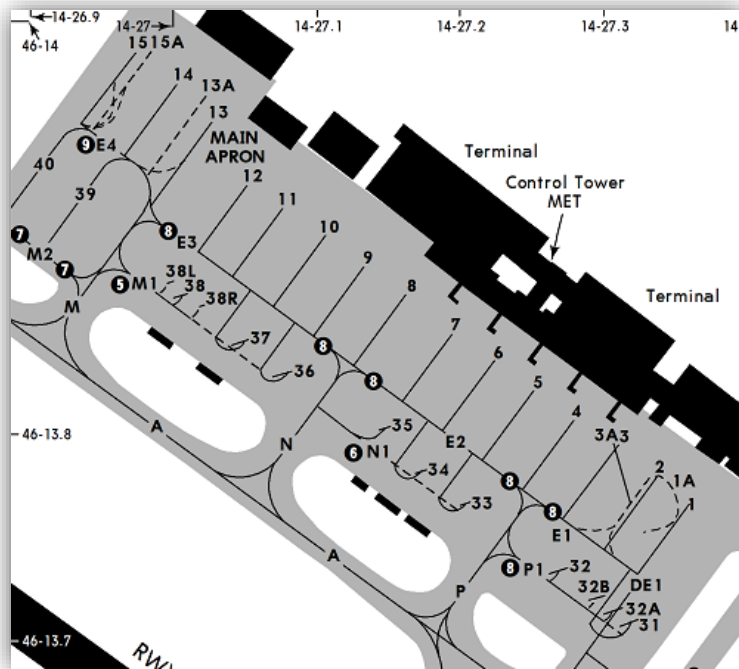 14-26.9
14-27
14-27.1
14-27.2
14-27.3
14
46-14
15 15A
14
13A
13
MAIN
APRON
9 E4
40
39
12
11
10
9
8
7
6
5
4
3A3
2
1A
1
Terminal
Control Tower
MET
Terminal
7
M2
7
8
E3
M
5 M1
38L
38
38R
37
36
8
8
35
E2
6 N1
34
33
8
8
E1
8 P1
32
32B
DE1
32A
31
46-13.8
A
N
A
P
46-13.7
RWY